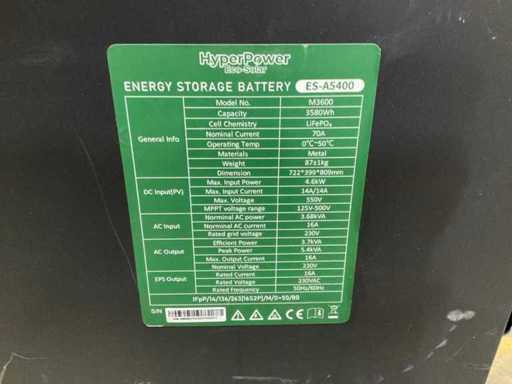 HyperPower
Eco-Solar
ENERGY STORAGE BATTERY ES-A5400
General Info
Model No. M3600
Capacity 3580Wh
Cell Chemistry LiFePO₄
Nominal Current 70A
Operating Temp 0°C~50°C
Materials Metal
Weight 87±1kg
Dimension 722*399*809mm
DC Input(PV)
Max. Input Power 4.6kW
Max. Input Current 14A/14A
Max. Voltage 550V
MPPT voltage range 125V-500V
AC Input
Norminal AC power 3.68kVA
Norminal AC current 16A
Rated grid voltage 230V
AC Output
Efficient Power 3.7kVA
Peak Power 5.4kVA
Max. Output Current 16A
Nominal Voltage 230V
EPS Output
Rated Current 16A
Rated Voltage 230VAC
Rated Frequency 50Hz/60Hz
S/N